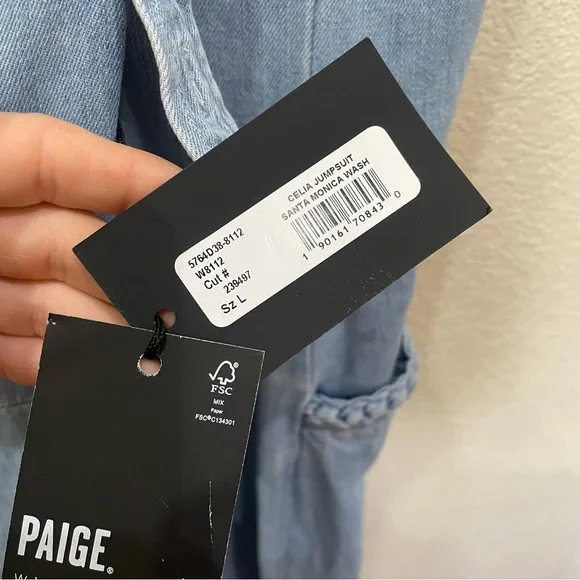 CELIA JUMPSUIT
SANTA MONICA WASH
1 90161 70843 0
5764D38-8112
W8112
Cut #
239497
Sz L
FSC
MIX
Paper
FSC®C134301
PAIGE®